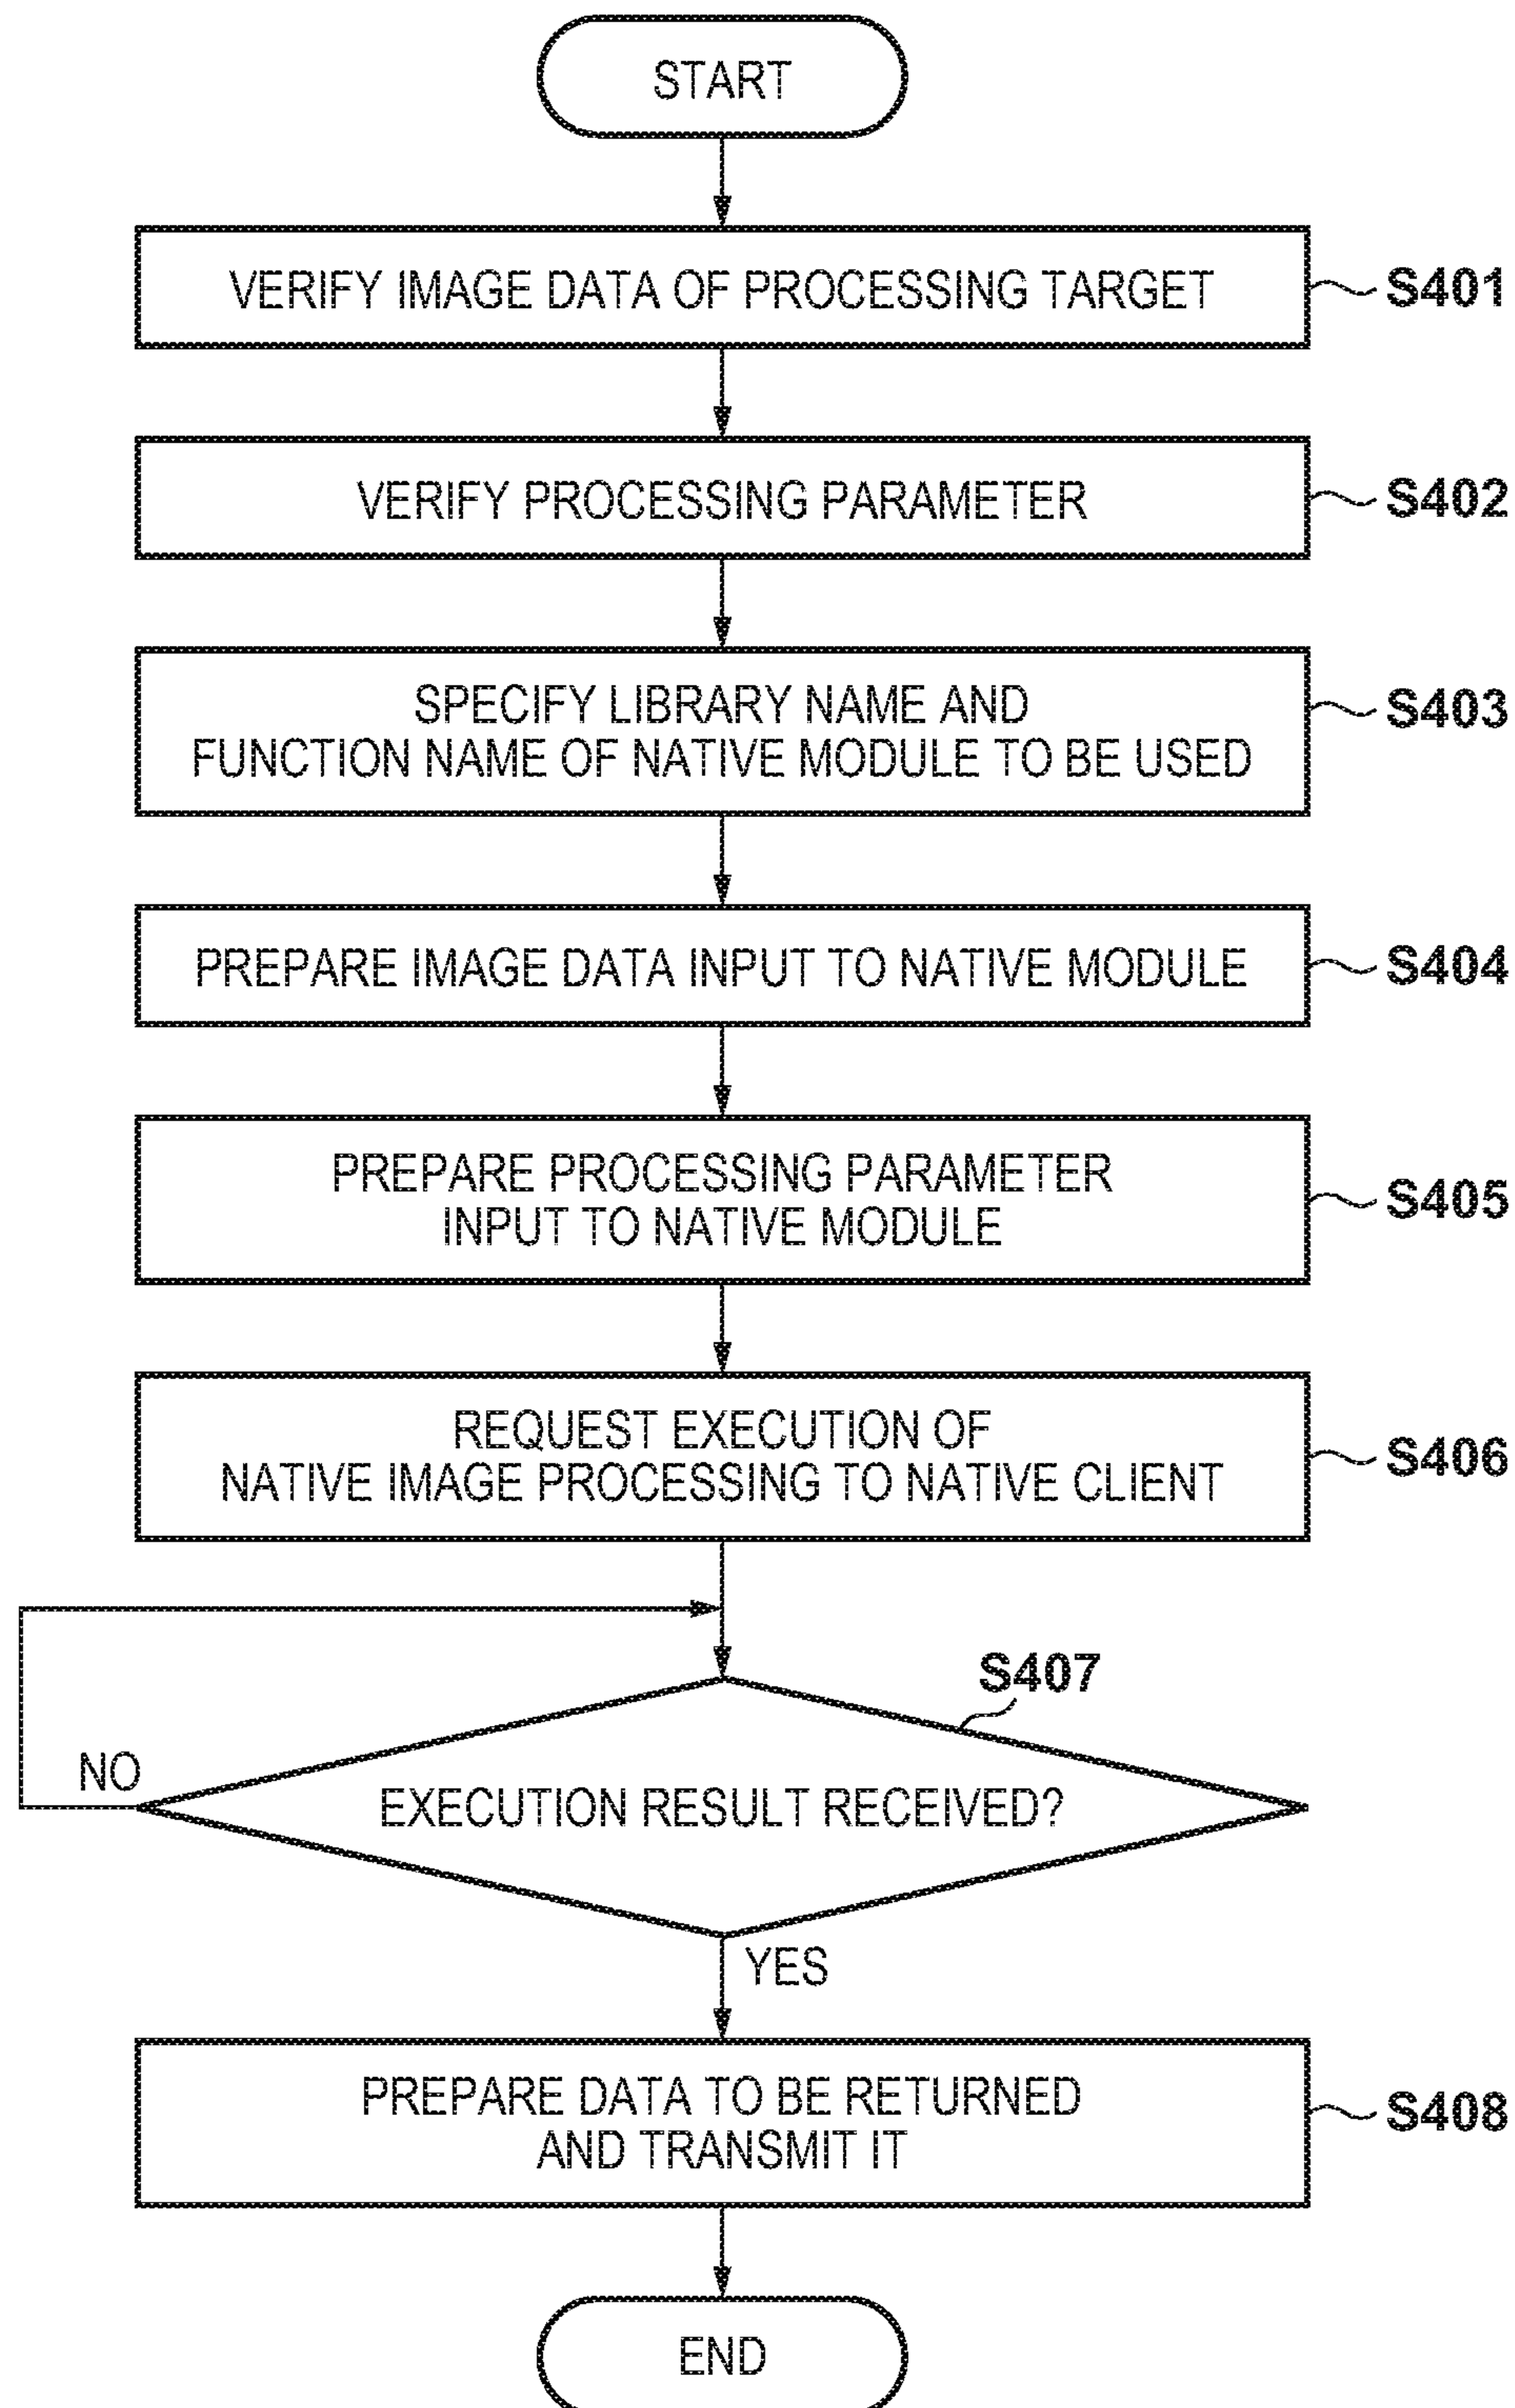 START
VERIFY IMAGE DATA OF PROCESSING TARGET
S401
VERIFY PROCESSING PARAMETER
S402
SPECIFY LIBRARY NAME AND
FUNCTION NAME OF NATIVE MODULE TO BE USED
S403
PREPARE IMAGE DATA INPUT TO NATIVE MODULE
S404
PREPARE PROCESSING PARAMETER
INPUT TO NATIVE MODULE
S405
REQUEST EXECUTION OF
NATIVE IMAGE PROCESSING TO NATIVE CLIENT
S406
S407
NO
EXECUTION RESULT RECEIVED?
YES
PREPARE DATA TO BE RETURNED
AND TRANSMIT IT
S408
END